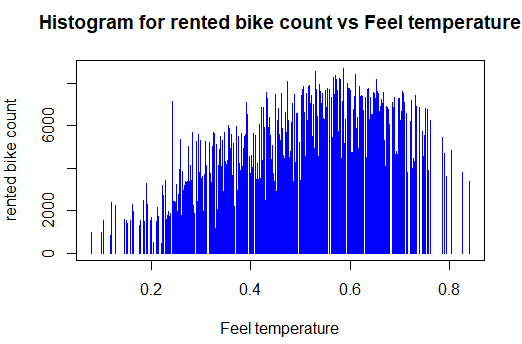 Histogram for rented bike count vs Feel temperature
rented bike count
6000
2000
0
0.2 0.4 0.6 0.8
Feel temperature